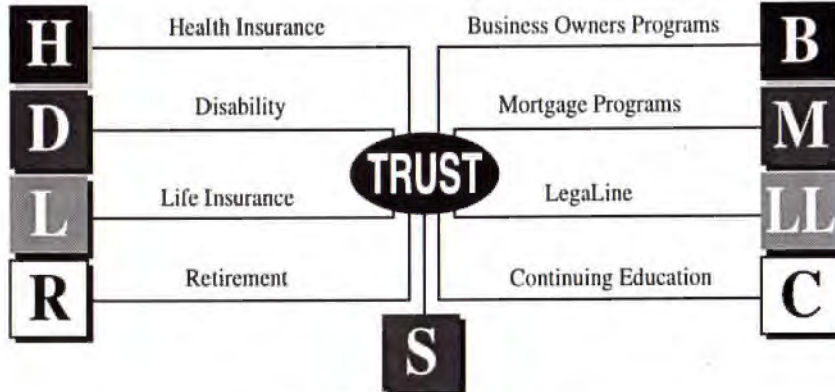 H Health Insurance Business Owners Programs B
D Disability Mortgage Programs M
TRUST
L Life Insurance LegaLine LL
R Retirement Continuing Education C
S